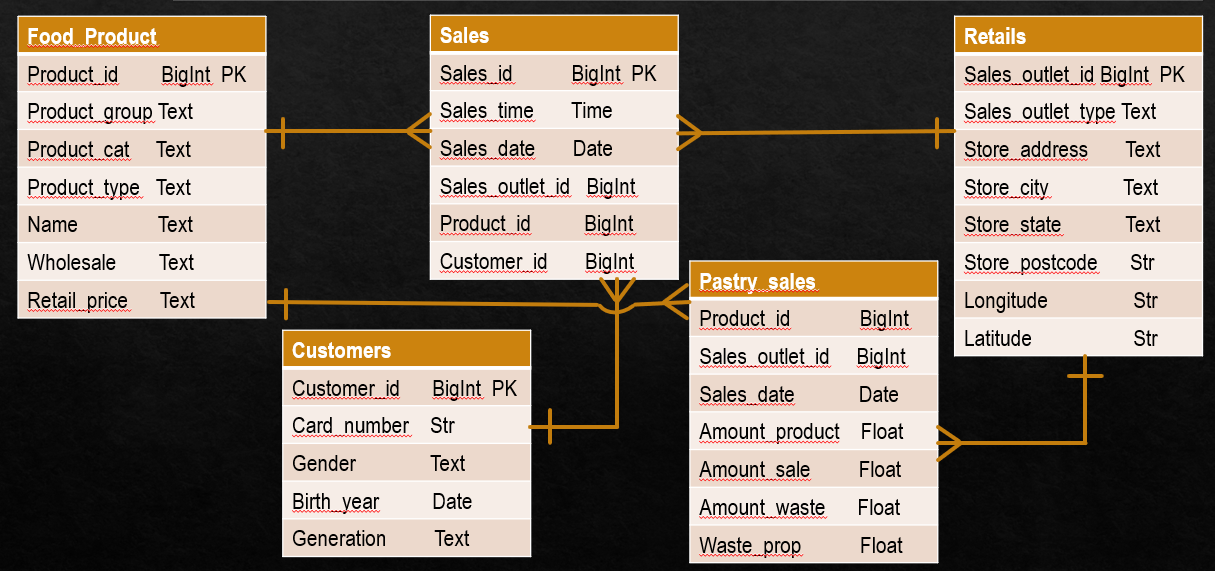 Food_Product
Product_id BigInt PK
Product_group Text
Product_cat Text
Product_type Text
Name Text
Wholesale Text
Retail_price Text
Sales
Sales_id BigInt PK
Sales_time Time
Sales_date Date
Sales_outlet_id BigInt
Product_id BigInt
Customer_id BigInt
Retails
Sales_outlet_id BigInt PK
Sales_outlet_type Text
Store_address Text
Store_city Text
Store_state Text
Store_postcode Str
Longitude Str
Latitude Str
Customers
Customer_id BigInt PK
Card_number Str
Gender Text
Birth_year Date
Generation Text
Pastry_sales
Product_id BigInt
Sales_outlet_id BigInt
Sales_date Date
Amount_product Float
Amount_sale Float
Amount_waste Float
Waste_prop Float